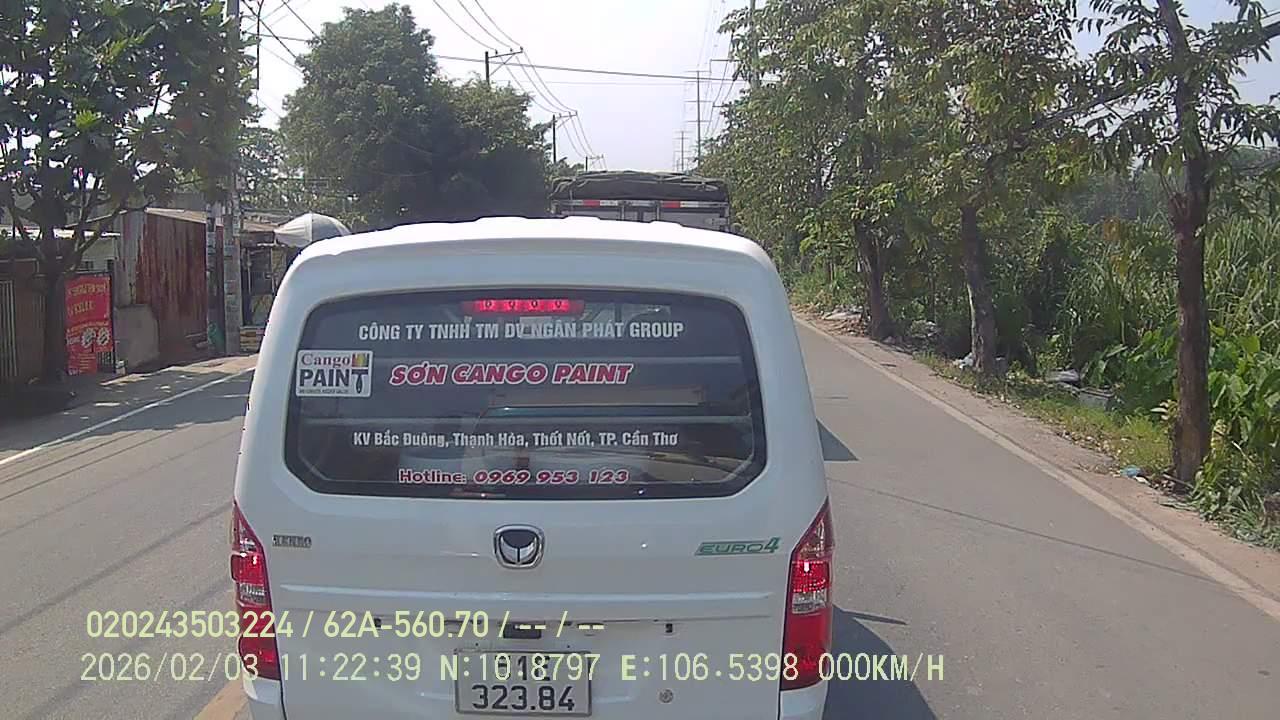 CÔNG TY TNHH TM DV NGÂN PHÁT GROUP
Cango
PAINT
SƠN CANGO PAINT
KV Bắc Đuông, Thạnh Hòa, Thốt Nốt, TP. Cần Thơ
Hotline: 0969 953 123
EURO4
020243503224 / 62A-560.70 / -- / --
2026/02/03 11:22:39 N:10.8797 E:106.5398 000KM/H
323.84